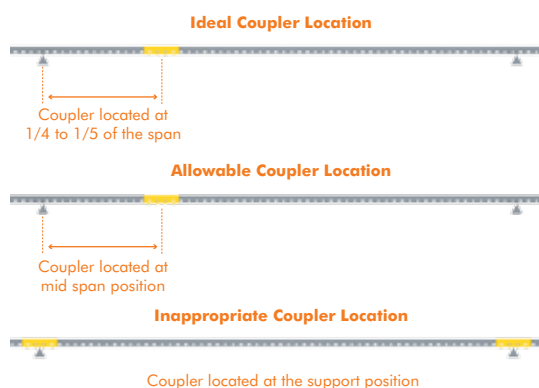 Ideal Coupler Location
Coupler located at
1/4 to 1/5 of the span
Allowable Coupler Location
Coupler located at
mid span position
Inappropriate Coupler Location
Coupler located at the support position